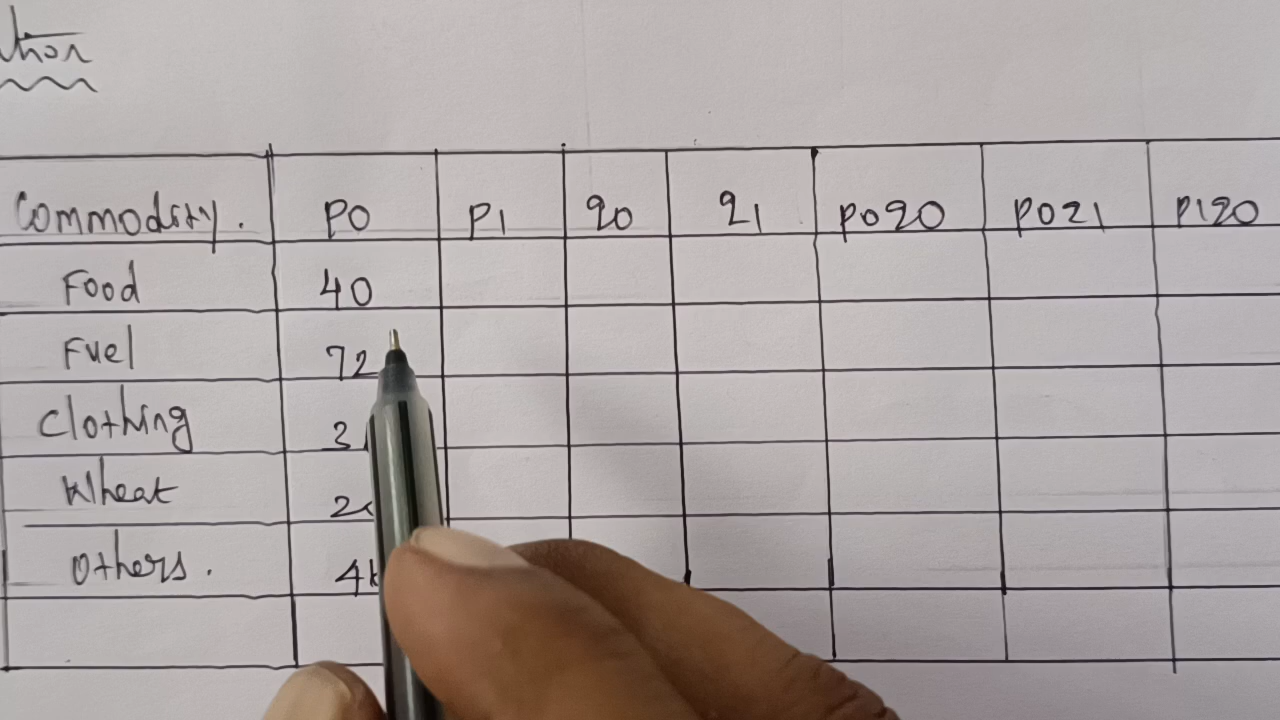 Commodity. P0 P1 q0 q1 P0q0 P0q1 P1q0
Food 40
Fuel 72
Clothing
Wheat
Others.